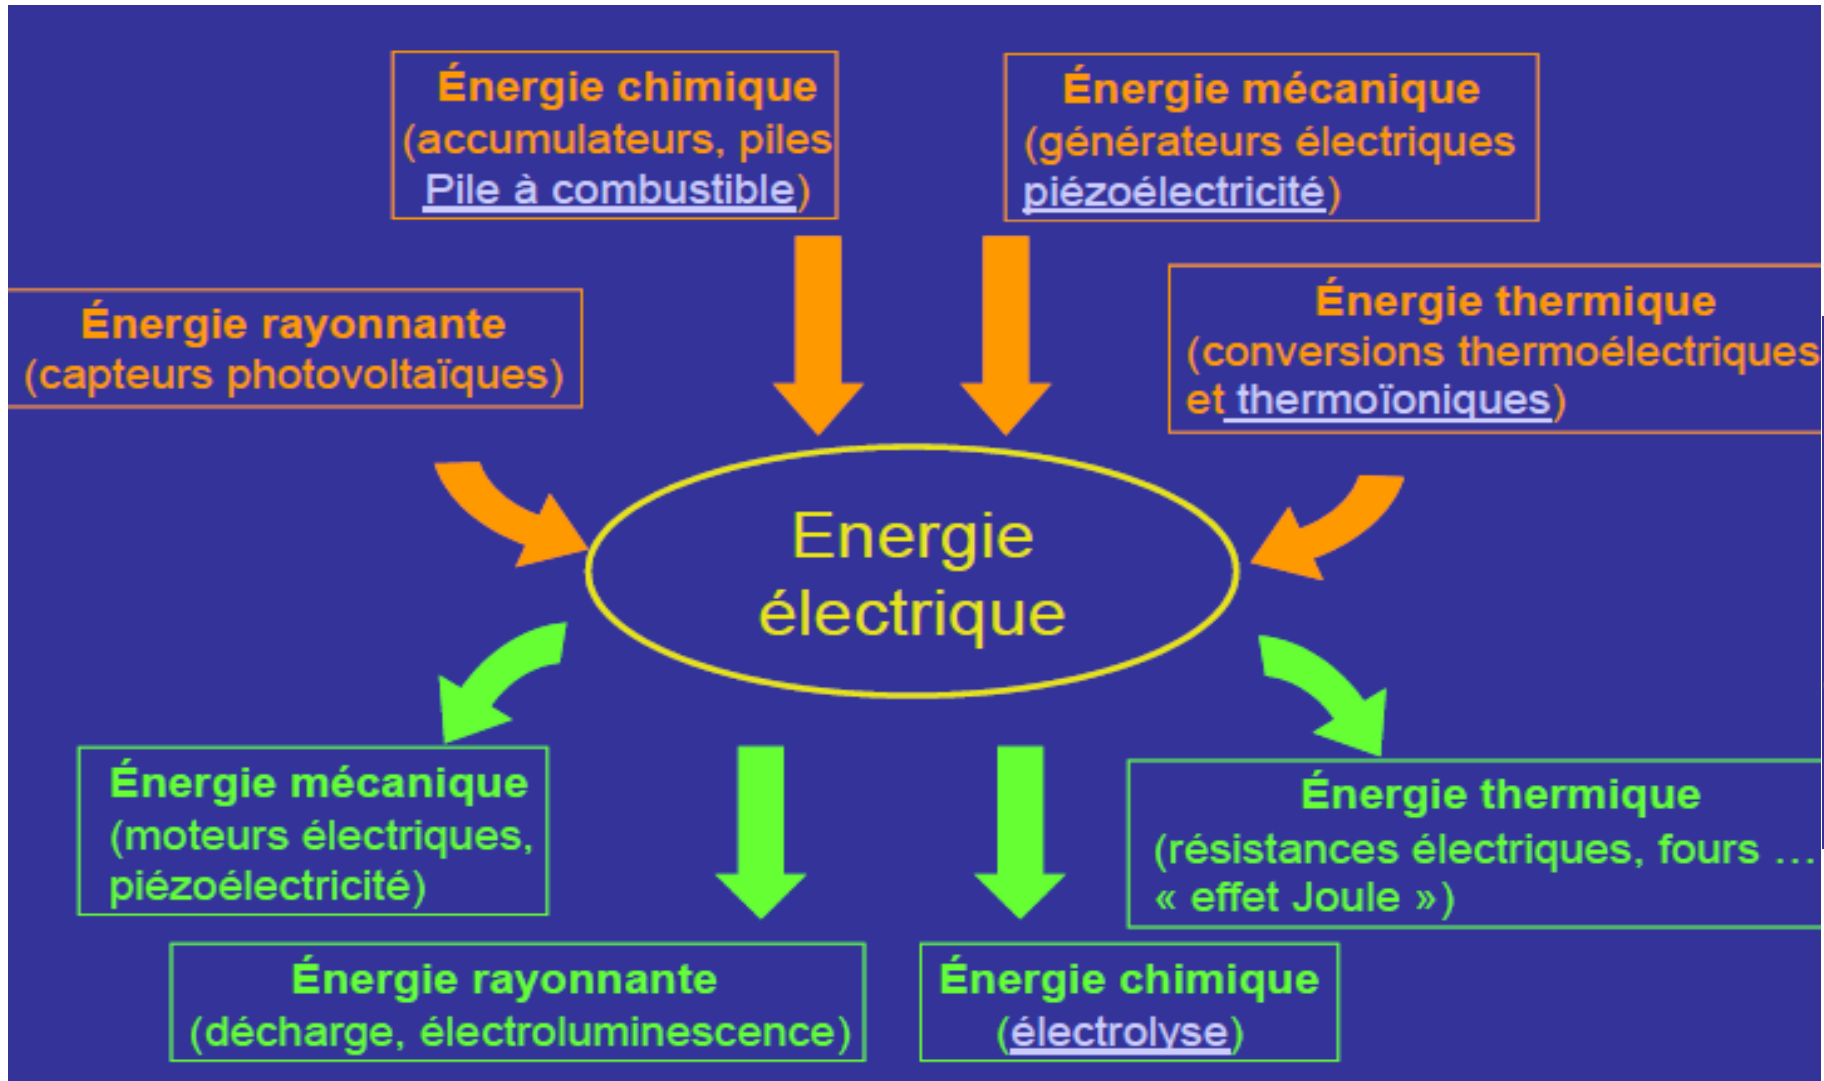 Énergie chimique
(accumulateurs, piles
Pile à combustible)
Énergie mécanique
(générateurs électriques
piézoélectricité)
Énergie rayonnante
(capteurs photovoltaïques)
Énergie thermique
(conversions thermoélectriques
et thermoïoniques)
Energie
électrique
Énergie mécanique
(moteurs électriques,
piézoélectricité)
Énergie thermique
(résistances électriques, fours …
« effet Joule »)
Énergie rayonnante
(décharge, électroluminescence)
Énergie chimique
(électrolyse)